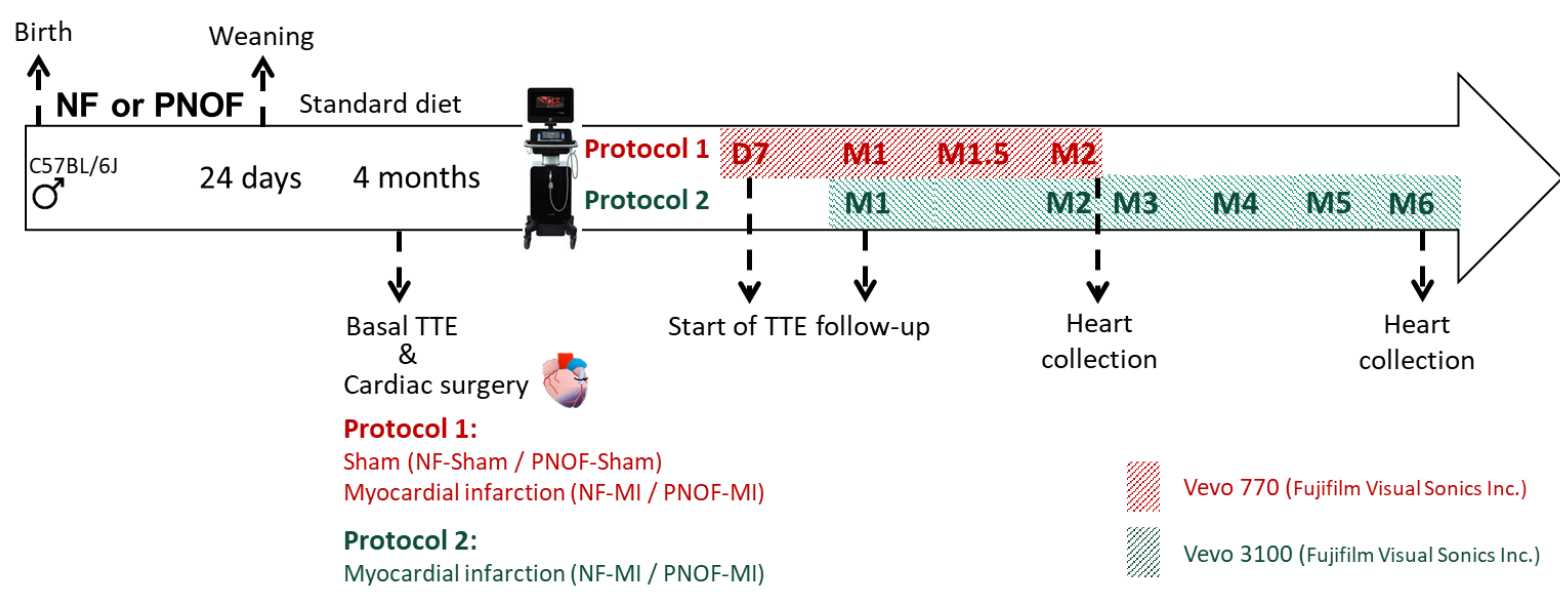 Birth
Weaning
NF or PNOF
Standard diet
C57BL/6J
♂
24 days
4 months
Protocol 1
D7 M1 M1.5 M2
Protocol 2
M1 M2 M3 M4 M5 M6
Basal TTE
&
Cardiac surgery
Start of TTE follow-up
Heart
collection
Heart
collection
Protocol 1:
Sham (NF-Sham / PNOF-Sham)
Myocardial infarction (NF-MI / PNOF-MI)
Protocol 2:
Myocardial infarction (NF-MI / PNOF-MI)
Vevo 770 (Fujifilm Visual Sonics Inc.)
Vevo 3100 (Fujifilm Visual Sonics Inc.)